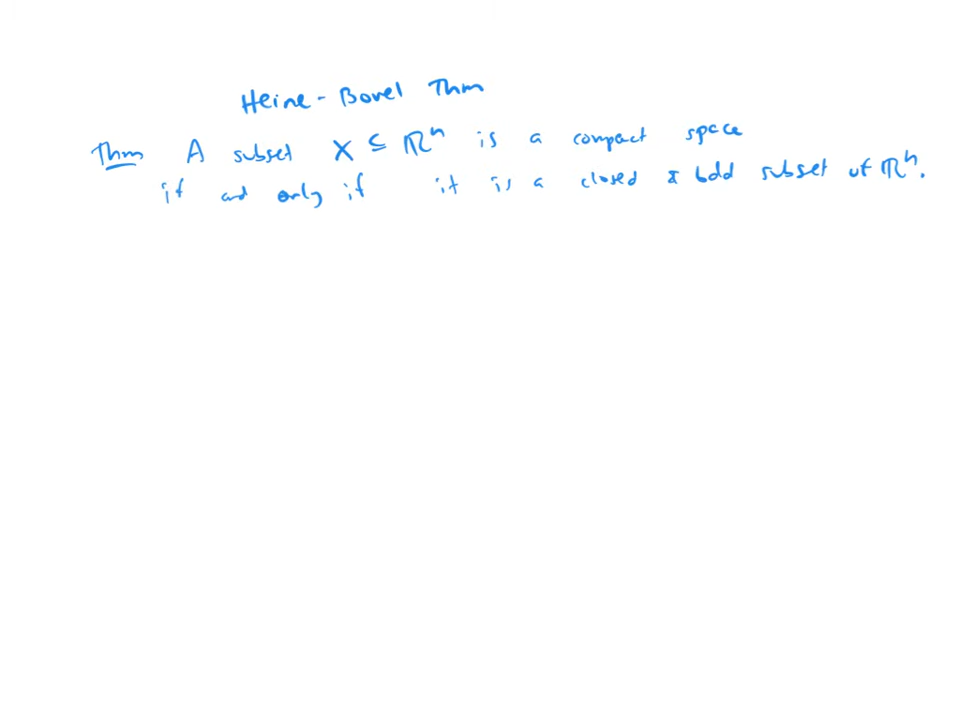 Heine-Borel Thm
Thm A subset X ⊆ ℝⁿ is a compact space
if and only if it is a closed & bdd subset of ℝⁿ.